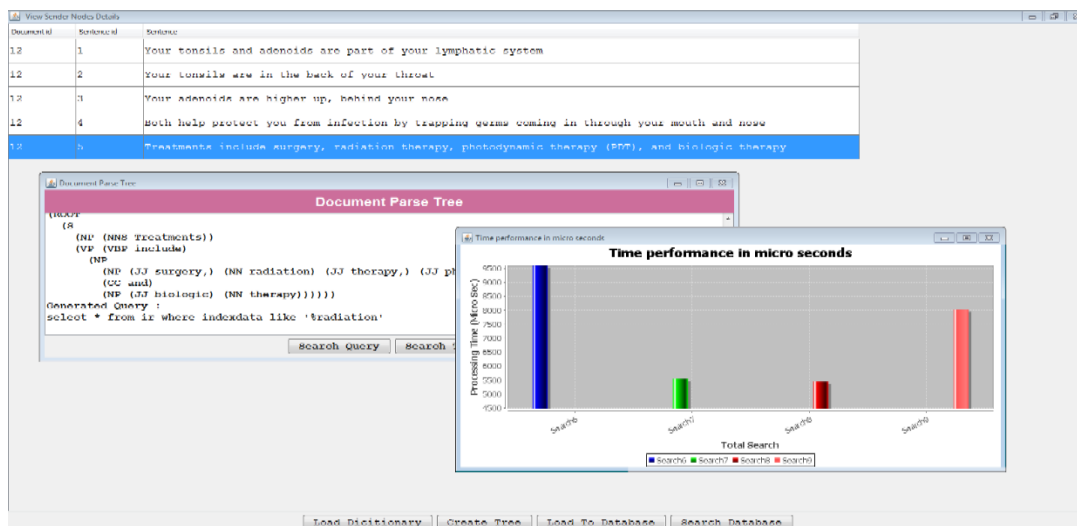 View Sender Nodes Details
Document id Sentence id Sentence
12 1 Your tonsils and adenoids are part of your lymphatic system
12 2 Your tonsils are in the back of your throat
12 3 Your adenoids are higher up, behind your nose
12 4 Both help protect you from infection by trapping germs coming in through your mouth and nose
12 5 Treatments include surgery, radiation therapy, photodynamic therapy (PDT), and biologic therapy
Document Parse Tree
Document Parse Tree
(ROOT
(S
(NP (NNS Treatments))
(VP (VBP include)
(NP
(NP (JJ surgery,) (NN radiation) (JJ therapy,) (JJ ph
(CC and)
(NP (JJ biologic) (NN therapy))))))
Generated Query :
select * from ir where indexdata like '%radiation'
Search Query Search
Time performance in micro seconds
Time performance in micro seconds
Processing Time (Micro Sec)
9500
9000
8500
8000
7500
7000
6500
6000
5500
5000
4500
Search6 Search7 Search8 Search9
Total Search
Search6 Search7 Search8 Search9
Load Dicitionary Create Tree Load To Database Search Database